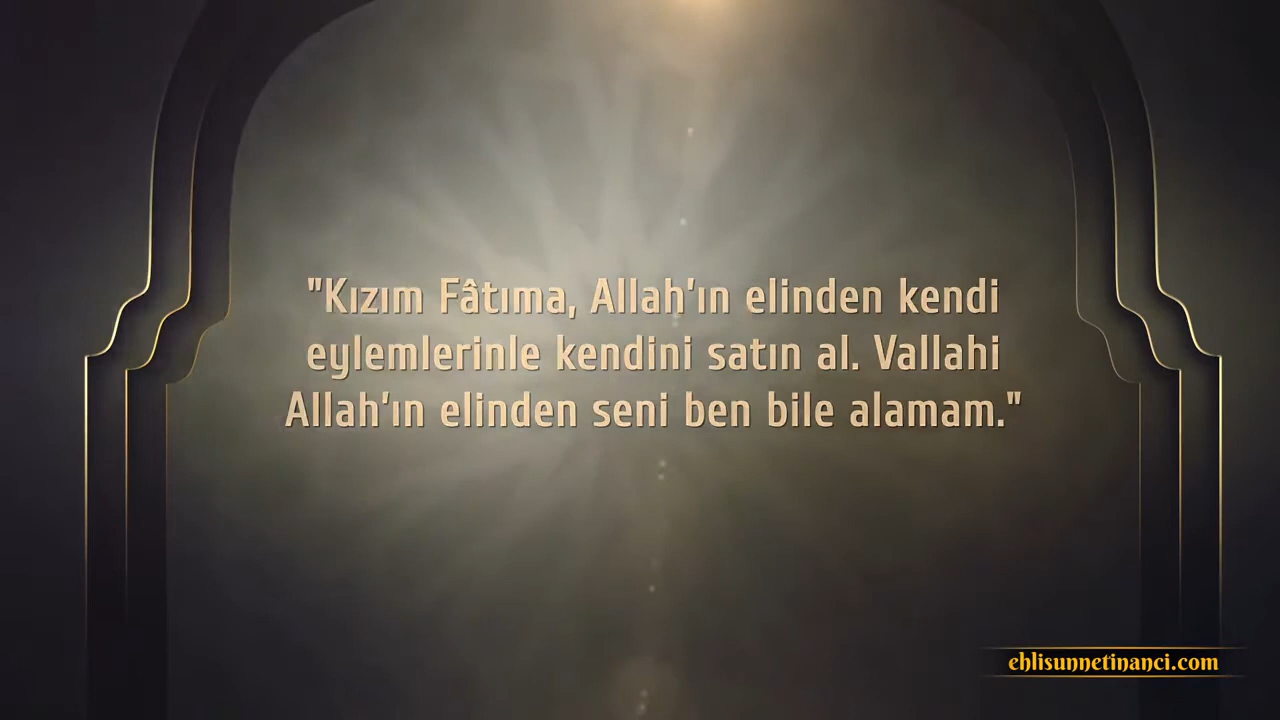 "Kızım Fâtıma, Allah'ın elinden kendi
eylemlerinle kendini satın al. Vallahi
Allah'ın elinden seni ben bile alamam."
ehlisunnetinanci.com